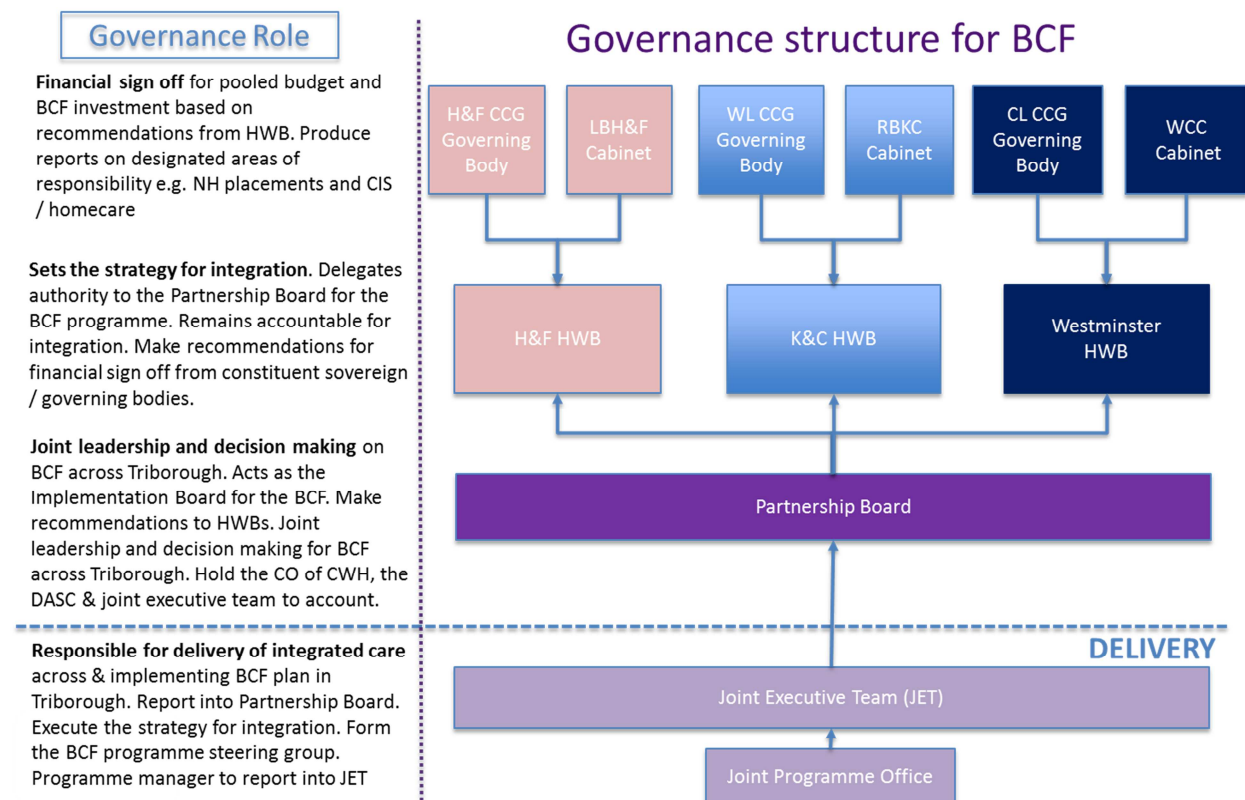 Governance Role
Governance structure for BCF
Financial sign off for pooled budget and
BCF investment based on
recommendations from HWB. Produce
reports on designated areas of
responsibility e.g. NH placements and CIS
/ homecare
H&F CCG
Governing
Body
LBH&F
Cabinet
WL CCG
Governing
Body
RBKC
Cabinet
CL CCG
Governing
Body
WCC
Cabinet
Sets the strategy for integration. Delegates
authority to the Partnership Board for the
BCF programme. Remains accountable for
integration. Make recommendations for
financial sign off from constituent sovereign
/ governing bodies.
H&F HWB
K&C HWB
Westminster
HWB
Joint leadership and decision making on
BCF across Triborough. Acts as the
Implementation Board for the BCF. Make
recommendations to HWBs. Joint
leadership and decision making for BCF
across Triborough. Hold the CO of CWH, the
DASC & joint executive team to account.
Partnership Board
DELIVERY
Responsible for delivery of integrated care
across & implementing BCF plan in
Triborough. Report into Partnership Board.
Execute the strategy for integration. Form
the BCF programme steering group.
Programme manager to report into JET
Joint Executive Team (JET)
Joint Programme Office